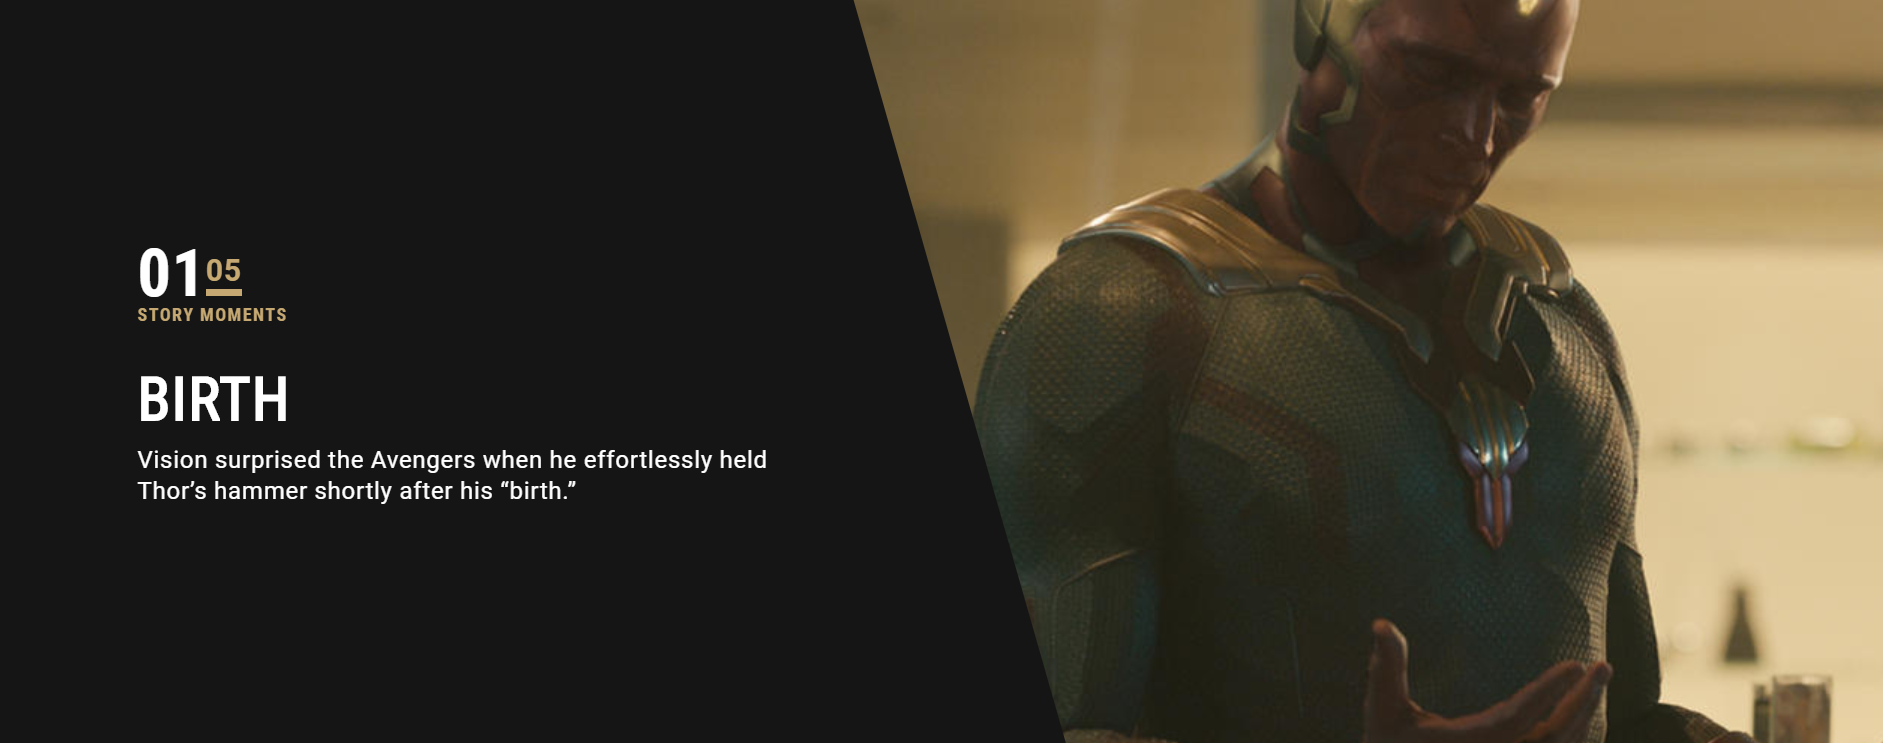 01 05
STORY MOMENTS
BIRTH
Vision surprised the Avengers when he effortlessly held
Thor’s hammer shortly after his “birth.”